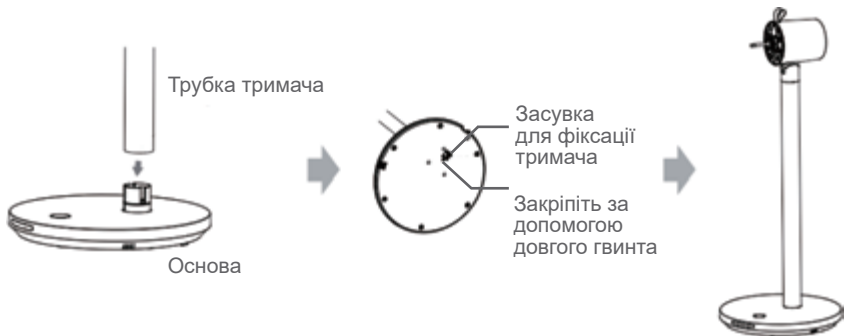 Трубка тримача
Основа
Засувка
для фіксації
тримача
Закріпіть за
допомогою
довгого гвинта